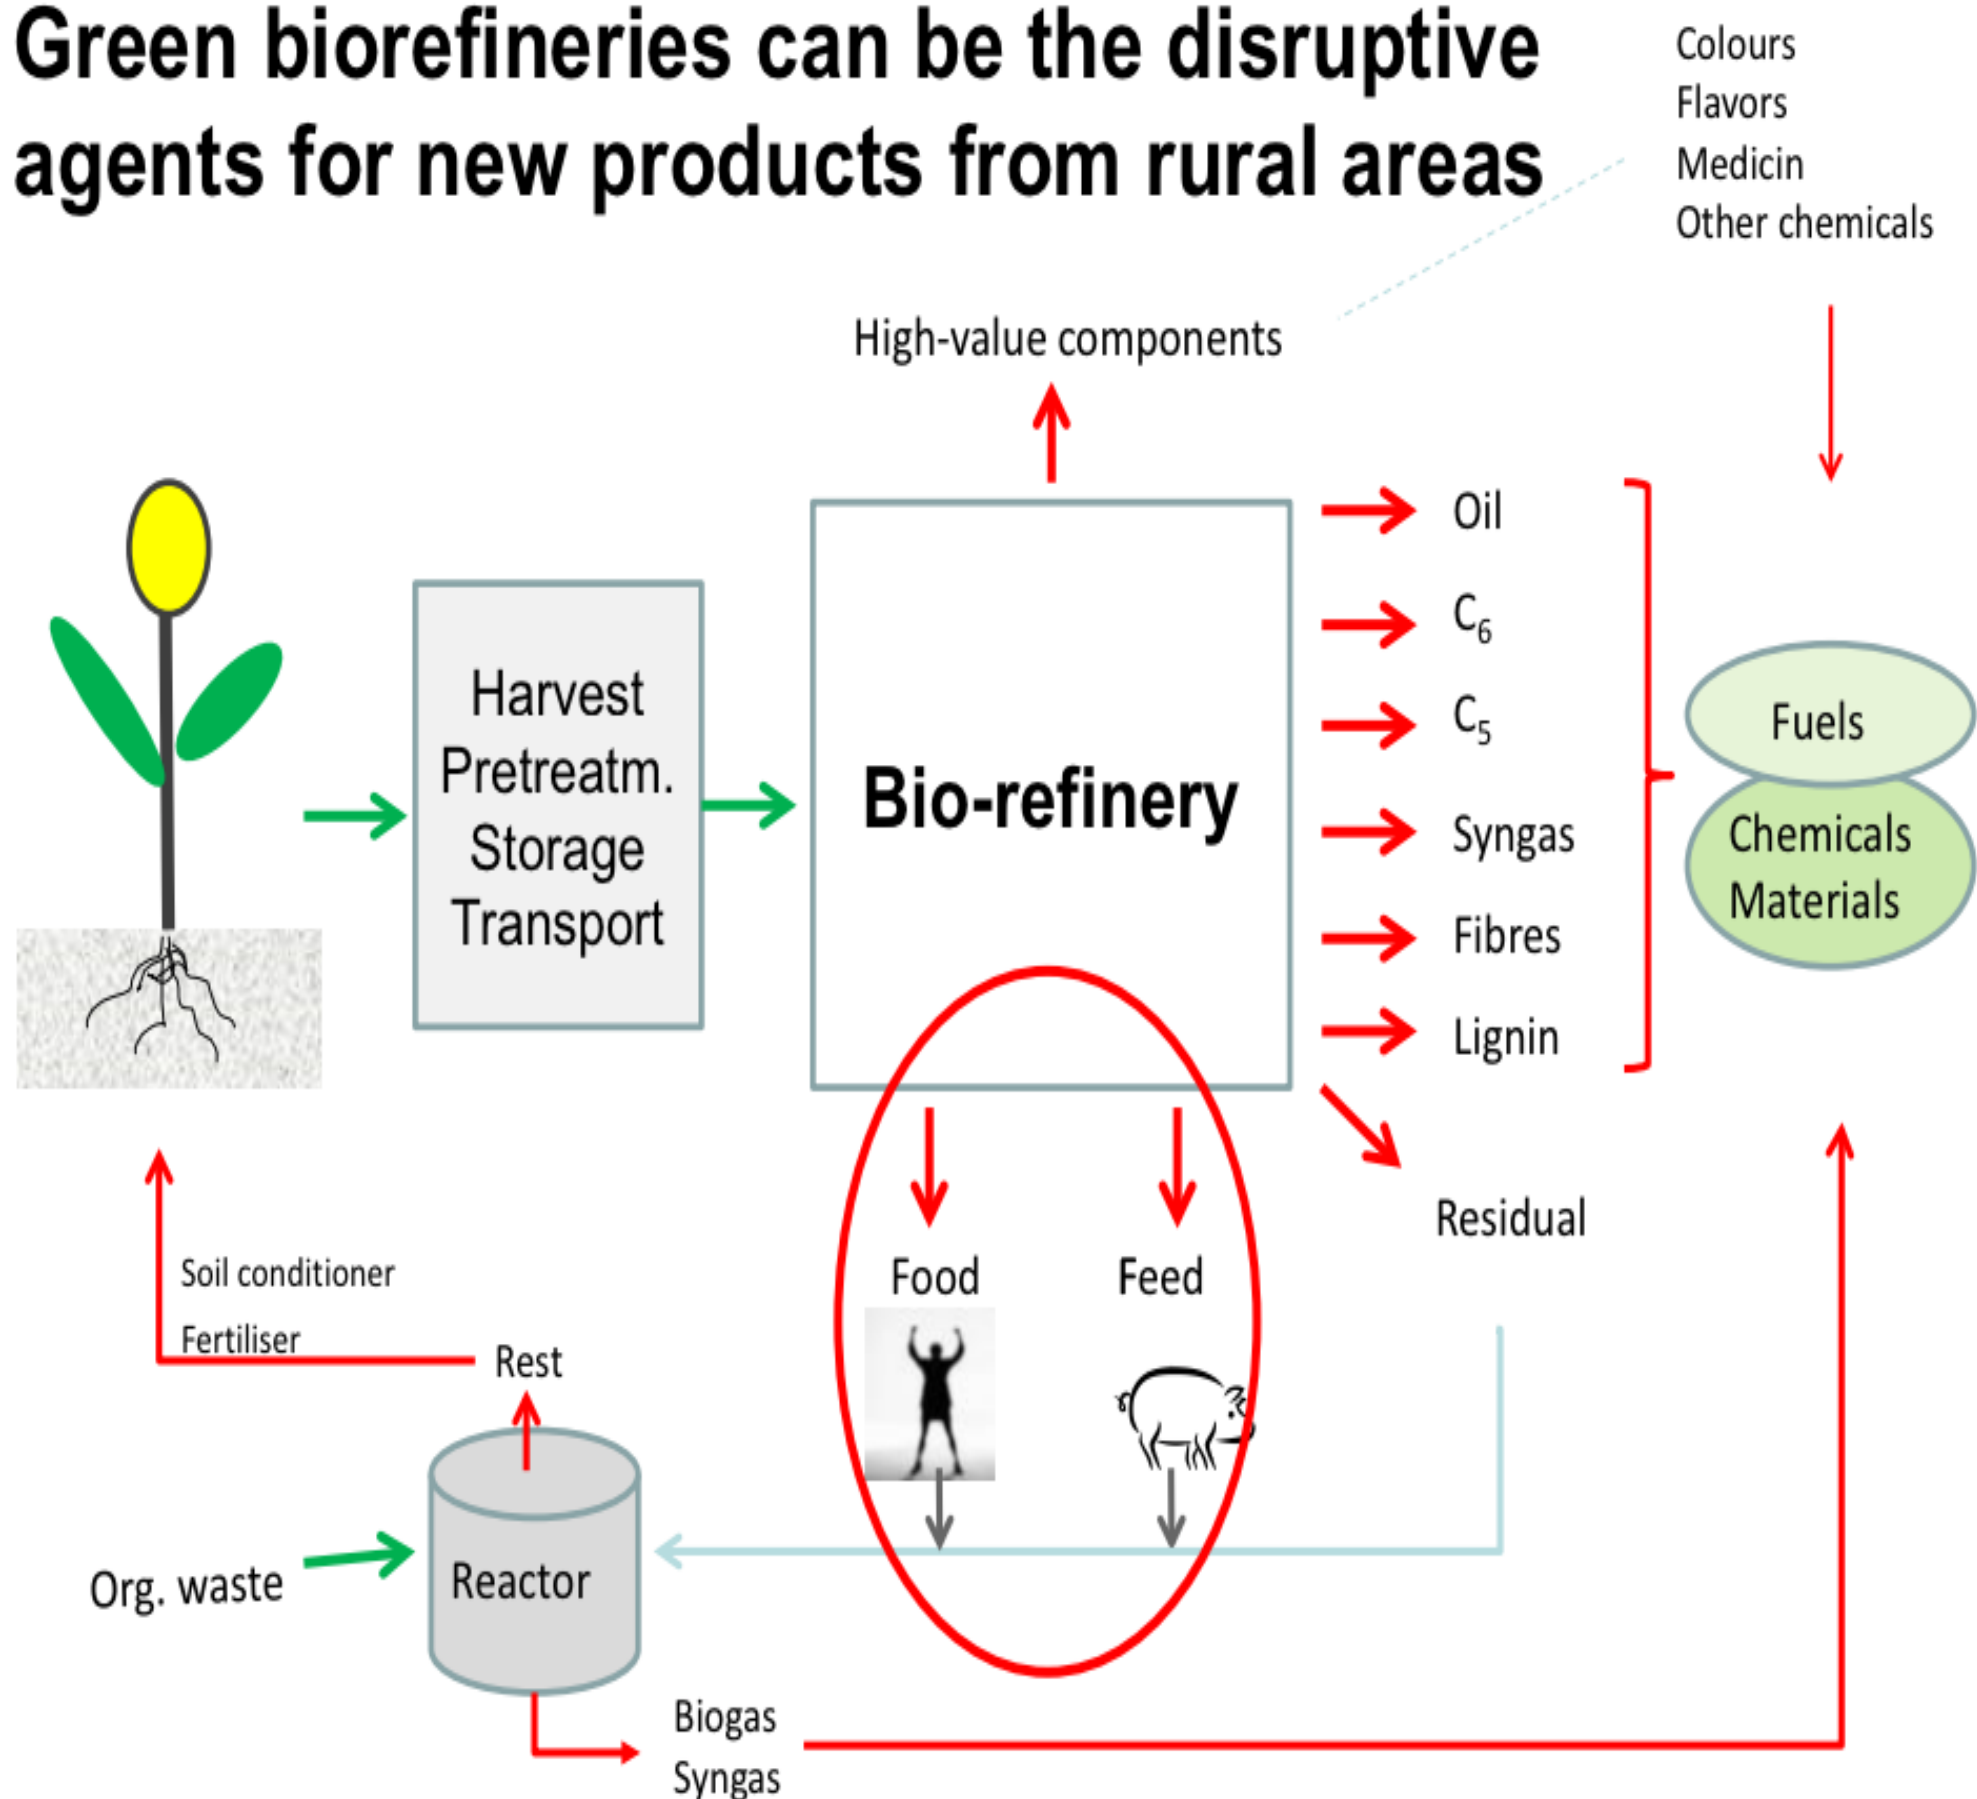 Green biorefineries can be the disruptive
agents for new products from rural areas
Colours
Flavors
Medicin
Other chemicals
High-value components
Harvest
Pretreatm.
Storage
Transport
Bio-refinery
Oil
C₆
C₅
Syngas
Fibres
Lignin
Fuels
Chemicals
Materials
Residual
Food
Feed
Soil conditioner
Fertiliser
Rest
Org. waste
Reactor
Biogas
Syngas